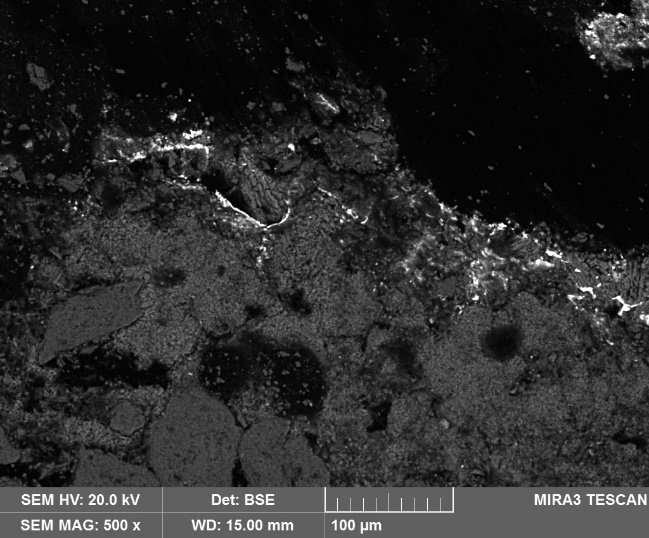 SEM HV: 20.0 kV Det: BSE MIRA3 TESCAN
SEM MAG: 500 x WD: 15.00 mm 100 µm